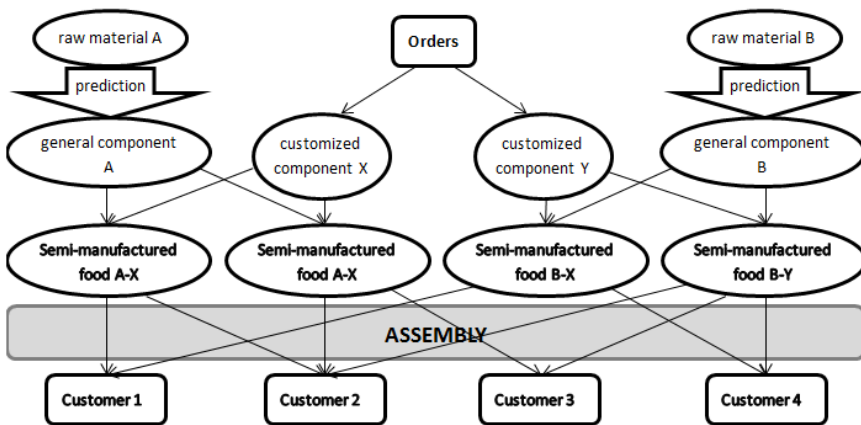 raw material A
Orders
raw material B
prediction
prediction
general component
A
customized
component X
customized
component Y
general component
B
Semi-manufactured
food A-X
Semi-manufactured
food A-X
Semi-manufactured
food B-X
Semi-manufactured
food B-Y
ASSEMBLY
Customer 1
Customer 2
Customer 3
Customer 4